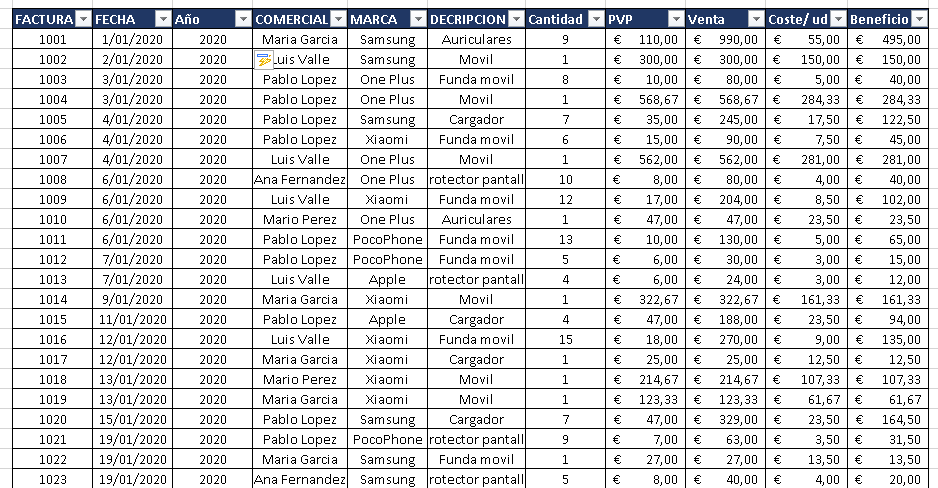 FACTURA FECHA Año COMERCIAL MARCA DECRIPCION Cantidad PVP Venta Coste/ ud Beneficio
1001 1/01/2020 2020 Maria Garcia Samsung Auriculares 9 € 110,00 € 990,00 € 55,00 € 495,00
1002 2/01/2020 2020 Luis Valle Samsung Movil 1 € 300,00 € 300,00 € 150,00 € 150,00
1003 3/01/2020 2020 Pablo Lopez One Plus Funda movil 8 € 10,00 € 80,00 € 5,00 € 40,00
1004 3/01/2020 2020 Pablo Lopez One Plus Movil 1 € 568,67 € 568,67 € 284,33 € 284,33
1005 4/01/2020 2020 Pablo Lopez Samsung Cargador 7 € 35,00 € 245,00 € 17,50 € 122,50
1006 4/01/2020 2020 Pablo Lopez Xiaomi Funda movil 6 € 15,00 € 90,00 € 7,50 € 45,00
1007 4/01/2020 2020 Luis Valle One Plus Movil 1 € 562,00 € 562,00 € 281,00 € 281,00
1008 6/01/2020 2020 Ana Fernandez One Plus rotector pantall 10 € 8,00 € 80,00 € 4,00 € 40,00
1009 6/01/2020 2020 Luis Valle Xiaomi Funda movil 12 € 17,00 € 204,00 € 8,50 € 102,00
1010 6/01/2020 2020 Mario Perez One Plus Auriculares 1 € 47,00 € 47,00 € 23,50 € 23,50
1011 6/01/2020 2020 Pablo Lopez PocoPhone Funda movil 13 € 10,00 € 130,00 € 5,00 € 65,00
1012 7/01/2020 2020 Pablo Lopez PocoPhone Funda movil 5 € 6,00 € 30,00 € 3,00 € 15,00
1013 7/01/2020 2020 Luis Valle Apple rotector pantall 4 € 6,00 € 24,00 € 3,00 € 12,00
1014 9/01/2020 2020 Maria Garcia Xiaomi Movil 1 € 322,67 € 322,67 € 161,33 € 161,33
1015 11/01/2020 2020 Pablo Lopez Apple Cargador 4 € 47,00 € 188,00 € 23,50 € 94,00
1016 12/01/2020 2020 Luis Valle Xiaomi Funda movil 15 € 18,00 € 270,00 € 9,00 € 135,00
1017 12/01/2020 2020 Maria Garcia Xiaomi Cargador 1 € 25,00 € 25,00 € 12,50 € 12,50
1018 13/01/2020 2020 Mario Perez Xiaomi Movil 1 € 214,67 € 214,67 € 107,33 € 107,33
1019 13/01/2020 2020 Maria Garcia Xiaomi Movil 1 € 123,33 € 123,33 € 61,67 € 61,67
1020 15/01/2020 2020 Pablo Lopez Samsung Cargador 7 € 47,00 € 329,00 € 23,50 € 164,50
1021 19/01/2020 2020 Pablo Lopez PocoPhone rotector pantall 9 € 7,00 € 63,00 € 3,50 € 31,50
1022 19/01/2020 2020 Maria Garcia Samsung Funda movil 1 € 27,00 € 27,00 € 13,50 € 13,50
1023 19/01/2020 2020 Ana Fernandez Samsung rotector pantall 5 € 8,00 € 40,00 € 4,00 € 20,00